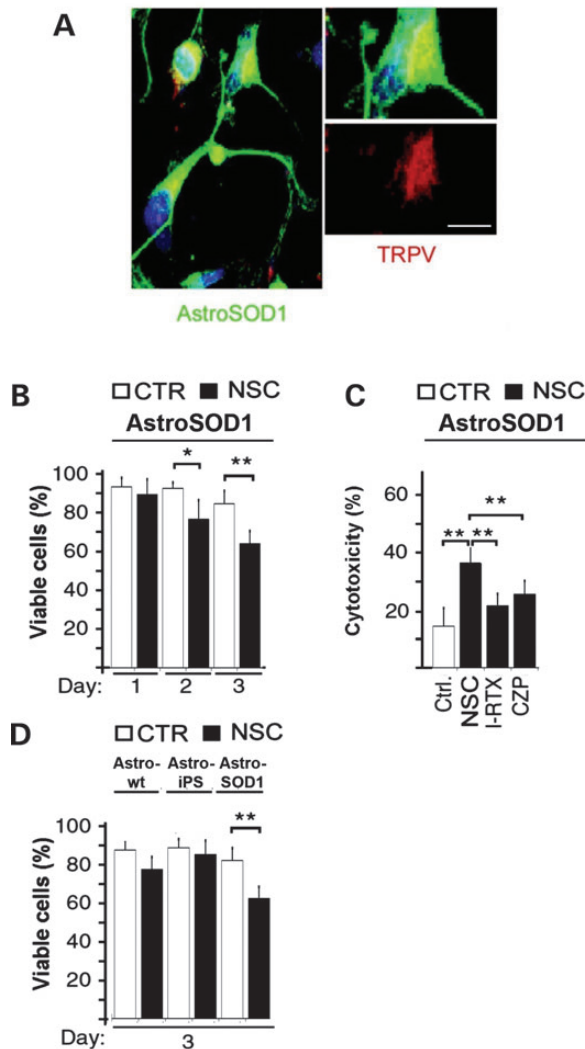 A
TRPV
AstroSOD1
B
CTR NSC
AstroSOD1
Viable cells (%)
100
80
60
40
20
* **
Day: 1 2 3
C
CTR NSC
AstroSOD1
Cytotoxicity (%)
60
40
20
**
** **
Ctrl.
NSC
I-RTX
CZP
D
CTR NSC
Astro- Astro- Astro-
wt iPS SOD1
Viable cells (%)
100
80
60
40
20
**
Day: 3